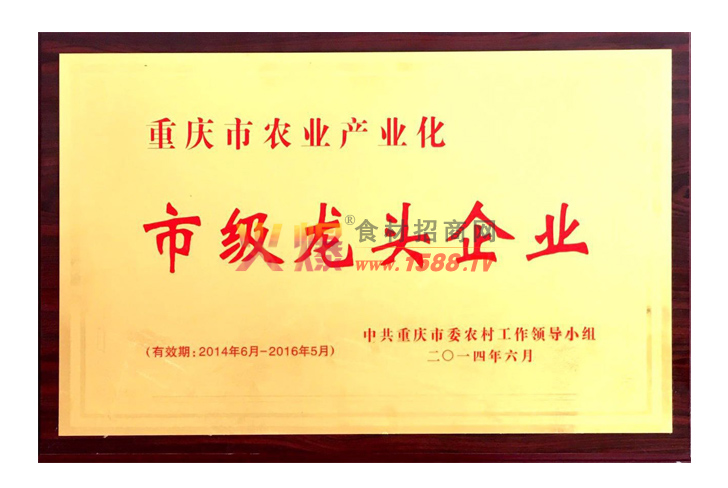 重庆市农业产业化
市级龙头企业
火爆®食材招商网
www.1588.TV
(有效期:2014年6月-2016年5月)
中共重庆市委农村工作领导小组
二〇一四年六月